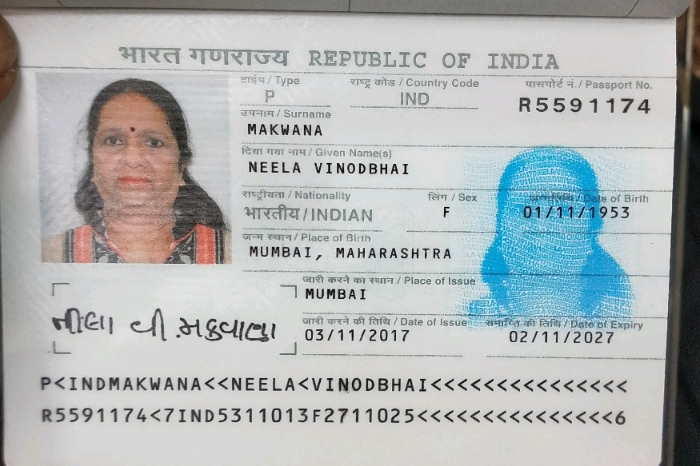 भारत गणराज्य REPUBLIC OF INDIA
टाईप / Type राष्ट्र कोड / Country Code पासपोर्ट नं. / Passport No.
P IND R5591174
उपनाम / Surname
MAKWANA
दिया गया नाम / Given Name(s)
NEELA VINODBHAI
राष्ट्रीयता / Nationality लिंग / Sex जन्मतिथि / Date of Birth
भारतीय / INDIAN F 01/11/1953
जन्म स्थान / Place of Birth
MUMBAI, MAHARASHTRA
जारी करने का स्थान / Place of Issue
MUMBAI
नીલા વી.મકવાણા
जारी करने की तिथि / Date of Issue समाप्ति की तिथि / Date of Expiry
03/11/2017 02/11/2027
P<INDMAKWANA<<NEELA<VINODBHAI<<<<<<<<<<<<<<<
R5591174<7IND5311013F2711025<<<<<<<<<<<<<<<6